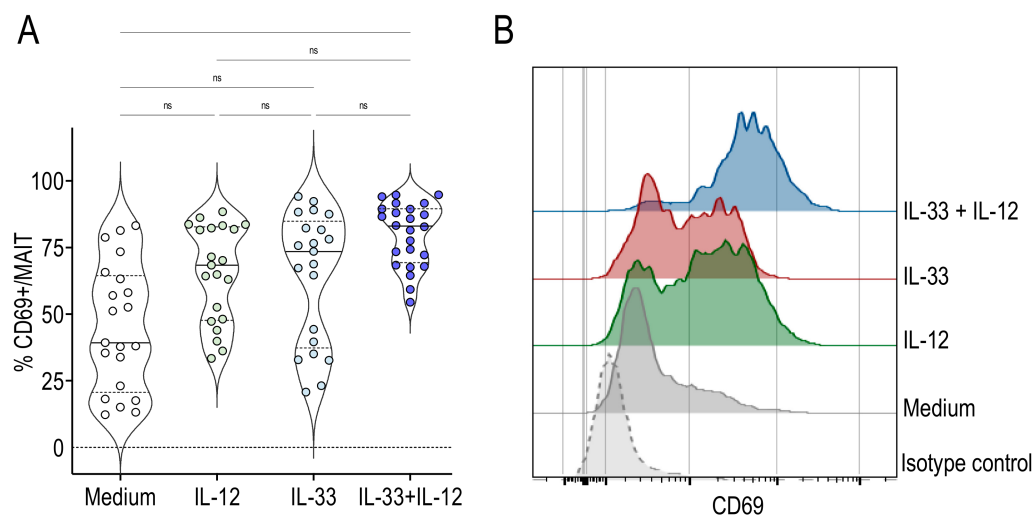 A
ns
ns
ns
ns
% CD69+/MAIT
100
75
50
25
0
Medium
IL-12
IL-33
IL-33+IL-12
B
IL-33 + IL-12
IL-33
IL-12
Medium
Isotype control
CD69